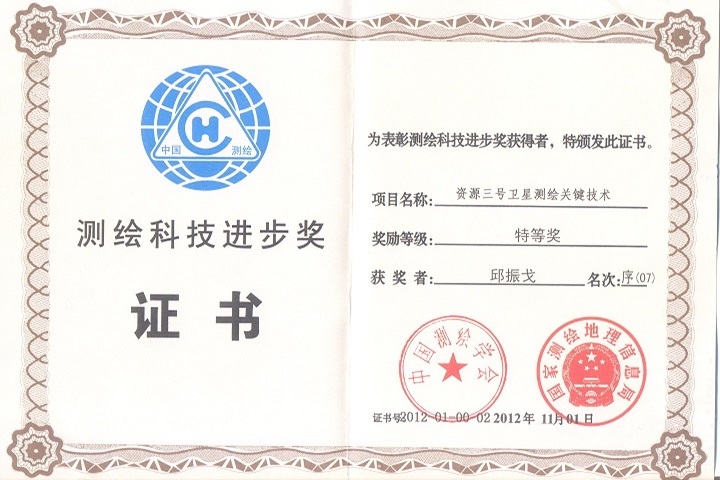 中国 CH 测绘
测绘科技进步奖
证书
为表彰测绘科技进步奖获得者，特颁发此证书。
项目名称：资源三号卫星测绘关键技术
奖励等级：特等奖
获奖者：邱振戈 名次：序(07)
中国测绘学会
国家测绘地理信息局
证书号2012-01-00-02 2012年 11月01日